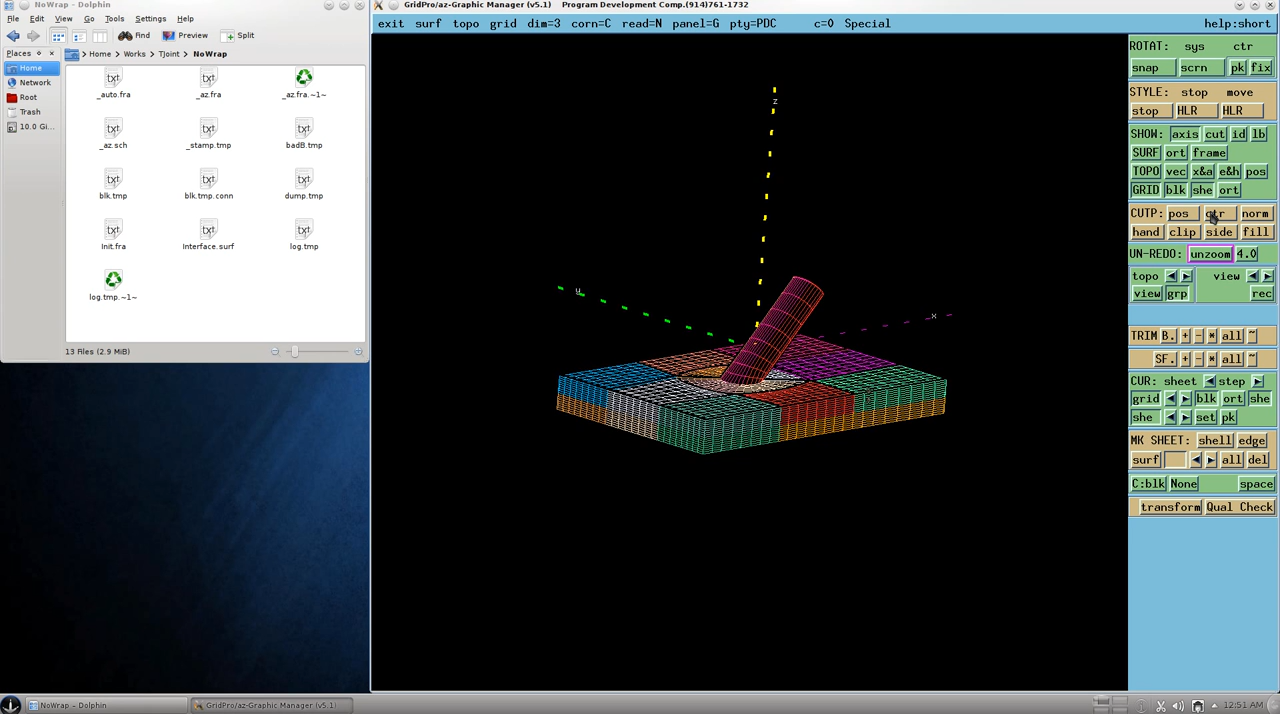 NoWrap - Dolphin
File Edit View Go Tools Settings Help
Find Preview Split
Places
Home Works TJoint NoWrap
Home
Network
Root
Trash
10.0 Gi...
_auto.fra _az.fra _az.fra.~1~
_az.sch _stamp.tmp badB.tmp
blk.tmp blk.tmp.conn dump.tmp
Init.fra Interface.surf log.tmp
log.tmp.~1~
13 Files (2.9 MiB)
GridPro/az-Graphic Manager (v5.1) Program Development Comp.(914)761-1732
exit surf topo grid dim=3 corn=C read=N panel=G pty=PDC c=0 Special help:short
z
y
x
ROTAT: sys ctr
snap scrn pk fix
STYLE: stop move
stop HLR HLR
SHOW: axis cut id lb
SURF ort frame
TOPO vec x&a e&h pos
GRID blk she ort
CUTP: pos ctr norm
hand clip side fill
UN-REDO: unzoom 4.0
topo view
view grp rec
TRIM B. + - * all ~
SF. + - * all ~
CUR: sheet step
grid blk ort she
she set pk
MK SHEET: shell edge
surf all del
C:blk None space
transform Qual Check
NoWrap - Dolphin GridPro/az-Graphic Manager (v5.1) 12:51 AM